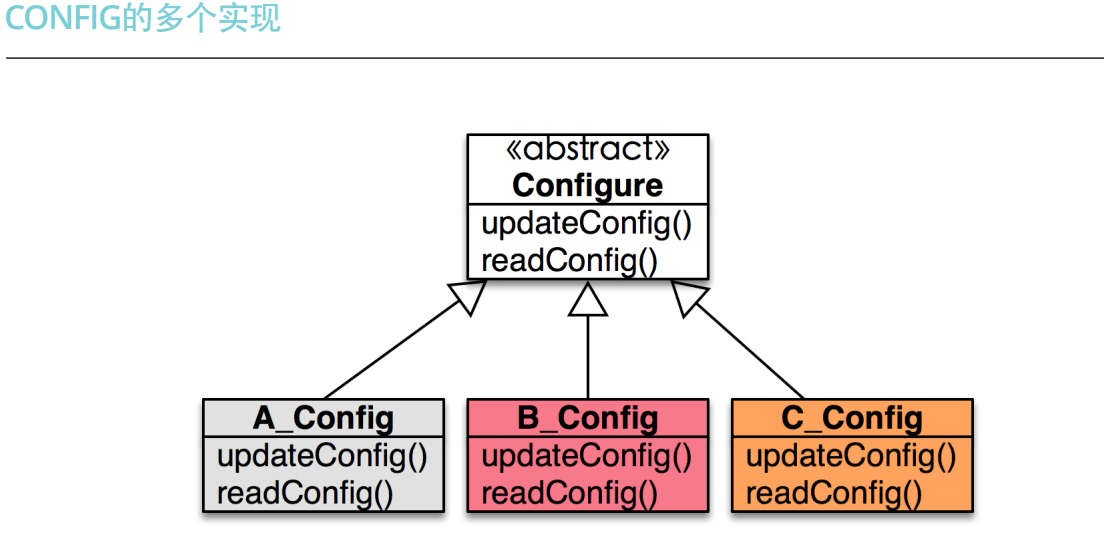 CONFIG的多个实现
«abstract»
Configure
updateConfig()
readConfig()
A_Config
updateConfig()
readConfig()
B_Config
updateConfig()
readConfig()
C_Config
updateConfig()
readConfig()